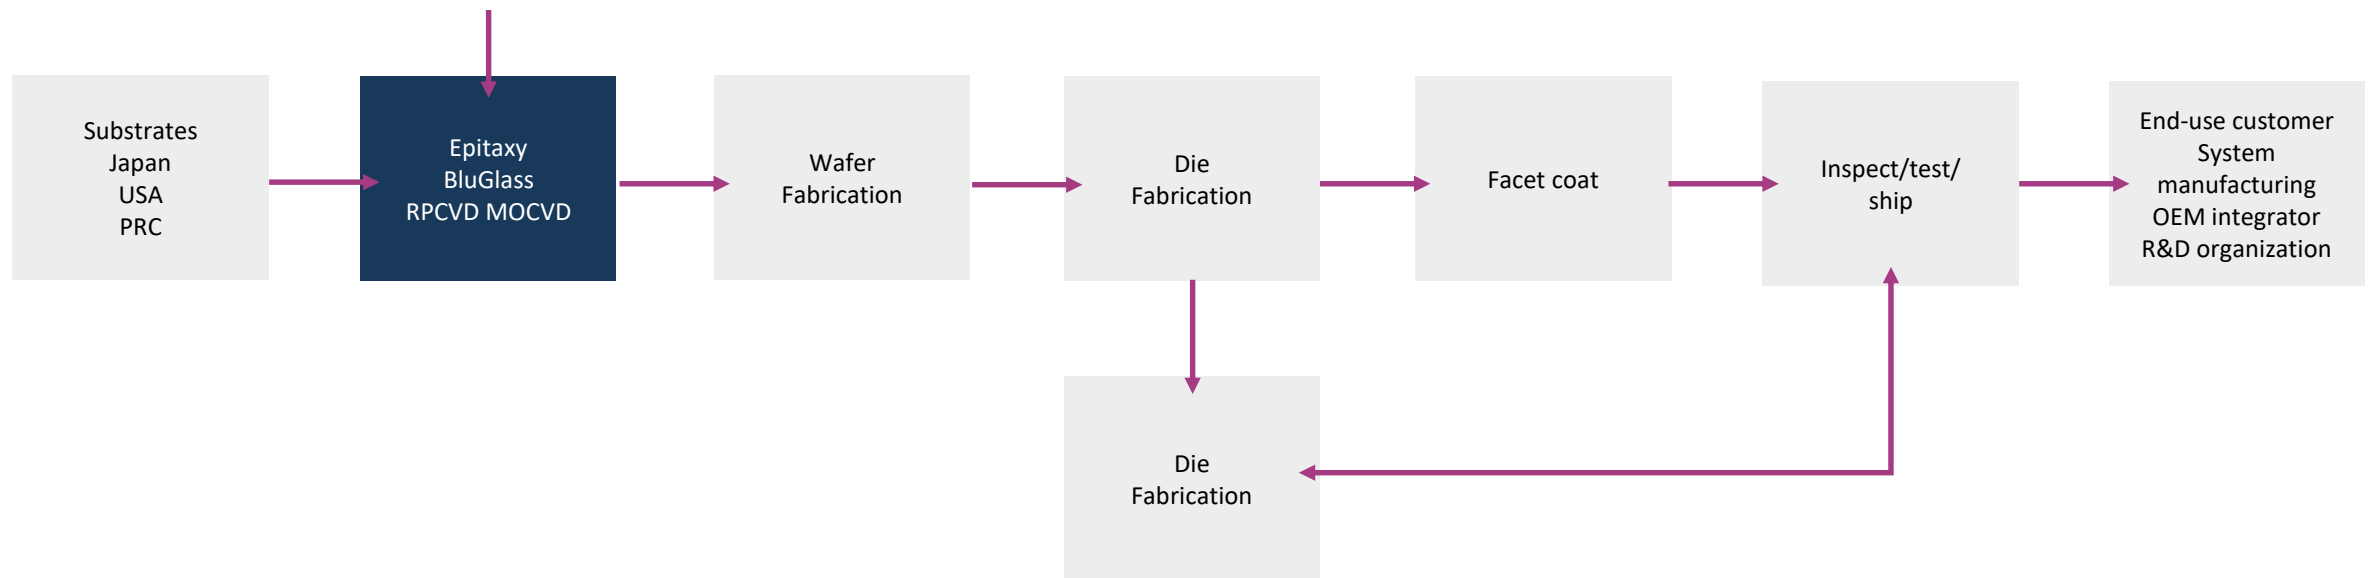 Substrates
Japan
USA
PRC
Epitaxy
BluGlass
RPCVD MOCVD
Wafer
Fabrication
Die
Fabrication
Facet coat
Inspect/test/
ship
End-use customer
System
manufacturing
OEM integrator
R&D organization
Die
Fabrication